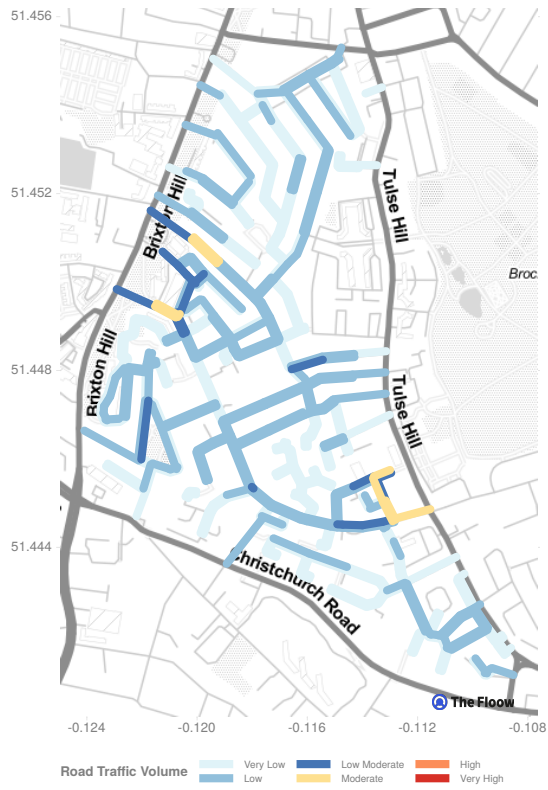 51.456
51.452
51.448
51.444
Brixton Hill
Tulse Hill
Broc
Brixton Hill
Tulse Hill
Christchurch Road
The Floow
-0.124
-0.120
-0.116
-0.112
-0.108
Road Traffic Volume
Very Low
Low
Low Moderate
Moderate
High
Very High